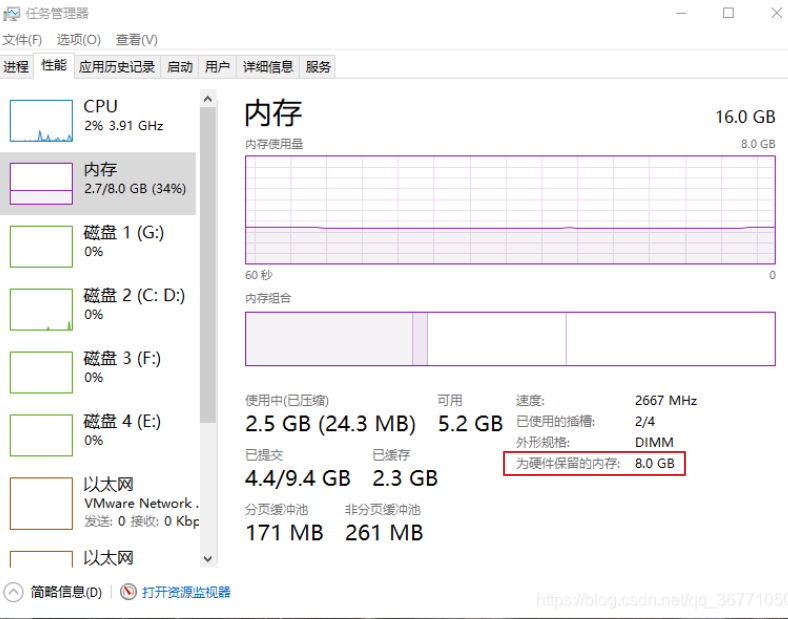 任务管理器
文件(F) 选项(O) 查看(V)
进程 性能 应用历史记录 启动 用户 详细信息 服务
CPU
2% 3.91 GHz
内存
2.7/8.0 GB (34%)
磁盘 1 (G:)
0%
磁盘 2 (C: D:)
0%
磁盘 3 (F:)
0%
磁盘 4 (E:)
0%
以太网
VMware Network .
发送: 0 接收: 0 Kbp
以太网
内存 16.0 GB
内存使用量 8.0 GB
60 秒 0
内存组合
使用中(已压缩)
2.5 GB (24.3 MB)
可用
5.2 GB
已提交
4.4/9.4 GB
已缓存
2.3 GB
分页缓冲池
171 MB
非分页缓冲池
261 MB
速度: 2667 MHz
已使用的插槽: 2/4
外形规格: DIMM
为硬件保留的内存: 8.0 GB
简略信息(D) 打开资源监视器
https://blog.csdn.net/qq_36771050